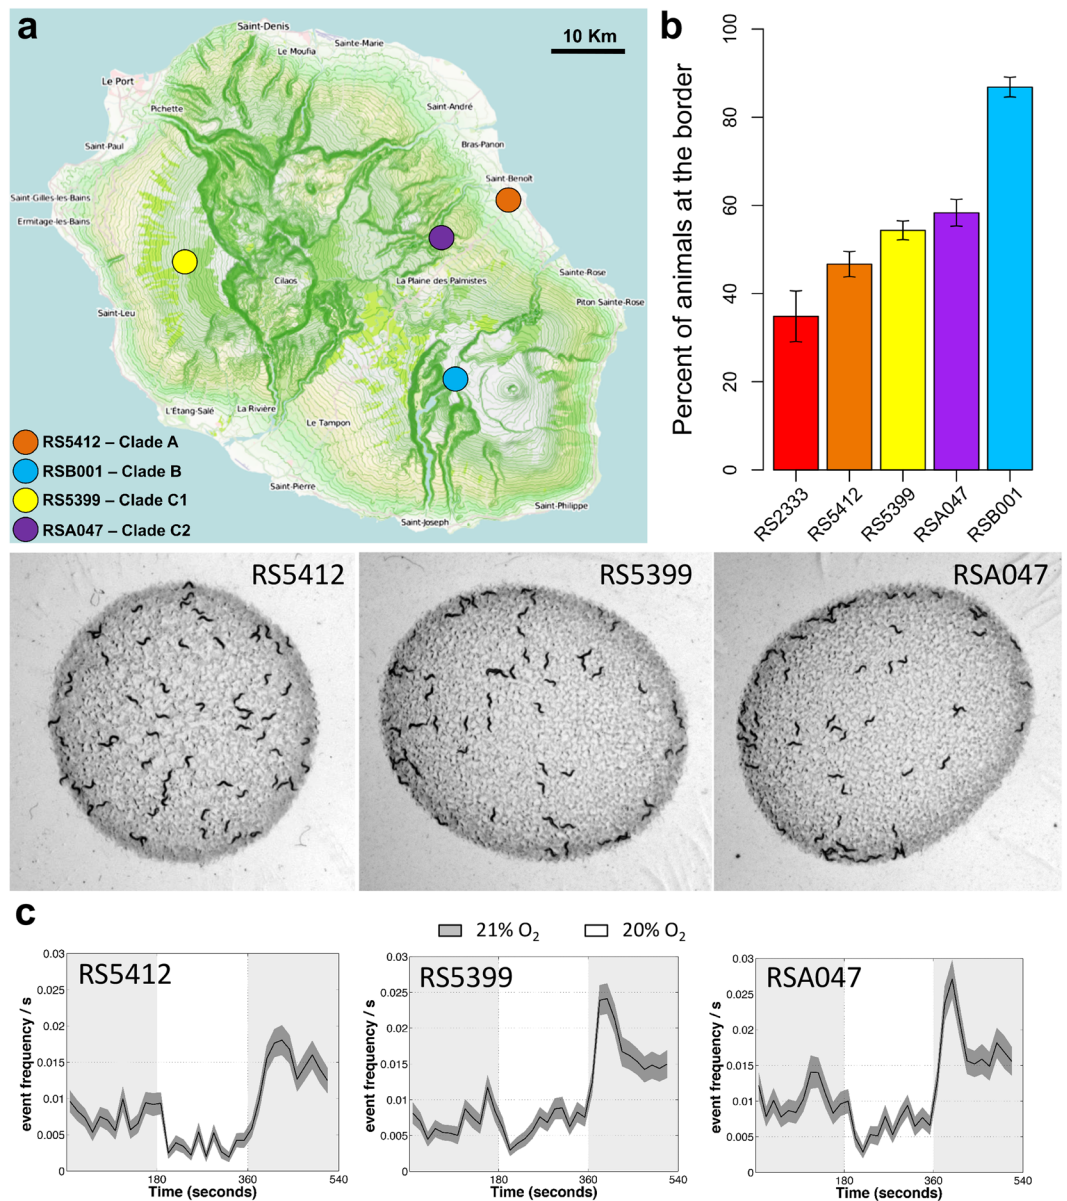 a
Saint-Denis
Le Moufia
Sainte-Marie
10 Km
Le Port
Pichette
Saint-André
Saint-Paul
Bras-Panon
Saint-Benoît
Saint-Gilles-les-Bains
Ermitage-les-Bains
Cilaos
La Plaine des Palmistes
Sainte-Rose
Piton Sainte-Rose
Saint-Leu
L'Étang-Salé
La Rivière
Le Tampon
Saint-Pierre
Saint-Philippe
Saint-Joseph
RS5412 – Clade A
RSB001 – Clade B
RS5399 – Clade C1
RSA047 – Clade C2
b
Percent of animals at the border
100
80
60
40
20
0
RS2333
RS5412
RS5399
RSA047
RSB001
RS5412
RS5399
RSA047
c
21% O2
20% O2
RS5412
event frequency / s
0.03
0.025
0.02
0.015
0.01
0.005
0
180
360
540
Time (seconds)
RS5399
event frequency / s
0.03
0.025
0.02
0.015
0.01
0.005
0
180
360
540
Time (seconds)
RSA047
event frequency / s
0.03
0.025
0.02
0.015
0.01
0.005
0
180
360
540
Time (seconds)